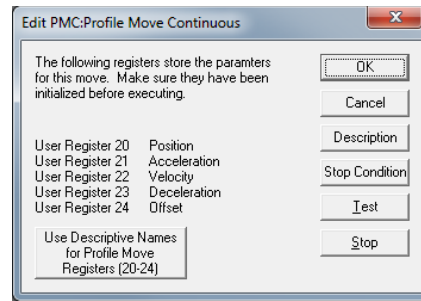 Edit PMC:Profile Move Continuous
The following registers store the paramters
for this move.  Make sure they have been
initialized before executing.
User Register 20    Position
User Register 21    Acceleration
User Register 22    Velocity
User Register 23    Deceleration
User Register 24    Offset
Use Descriptive Names
for Profile Move
Registers (20-24)
OK
Cancel
Description
Stop Condition
Test
Stop